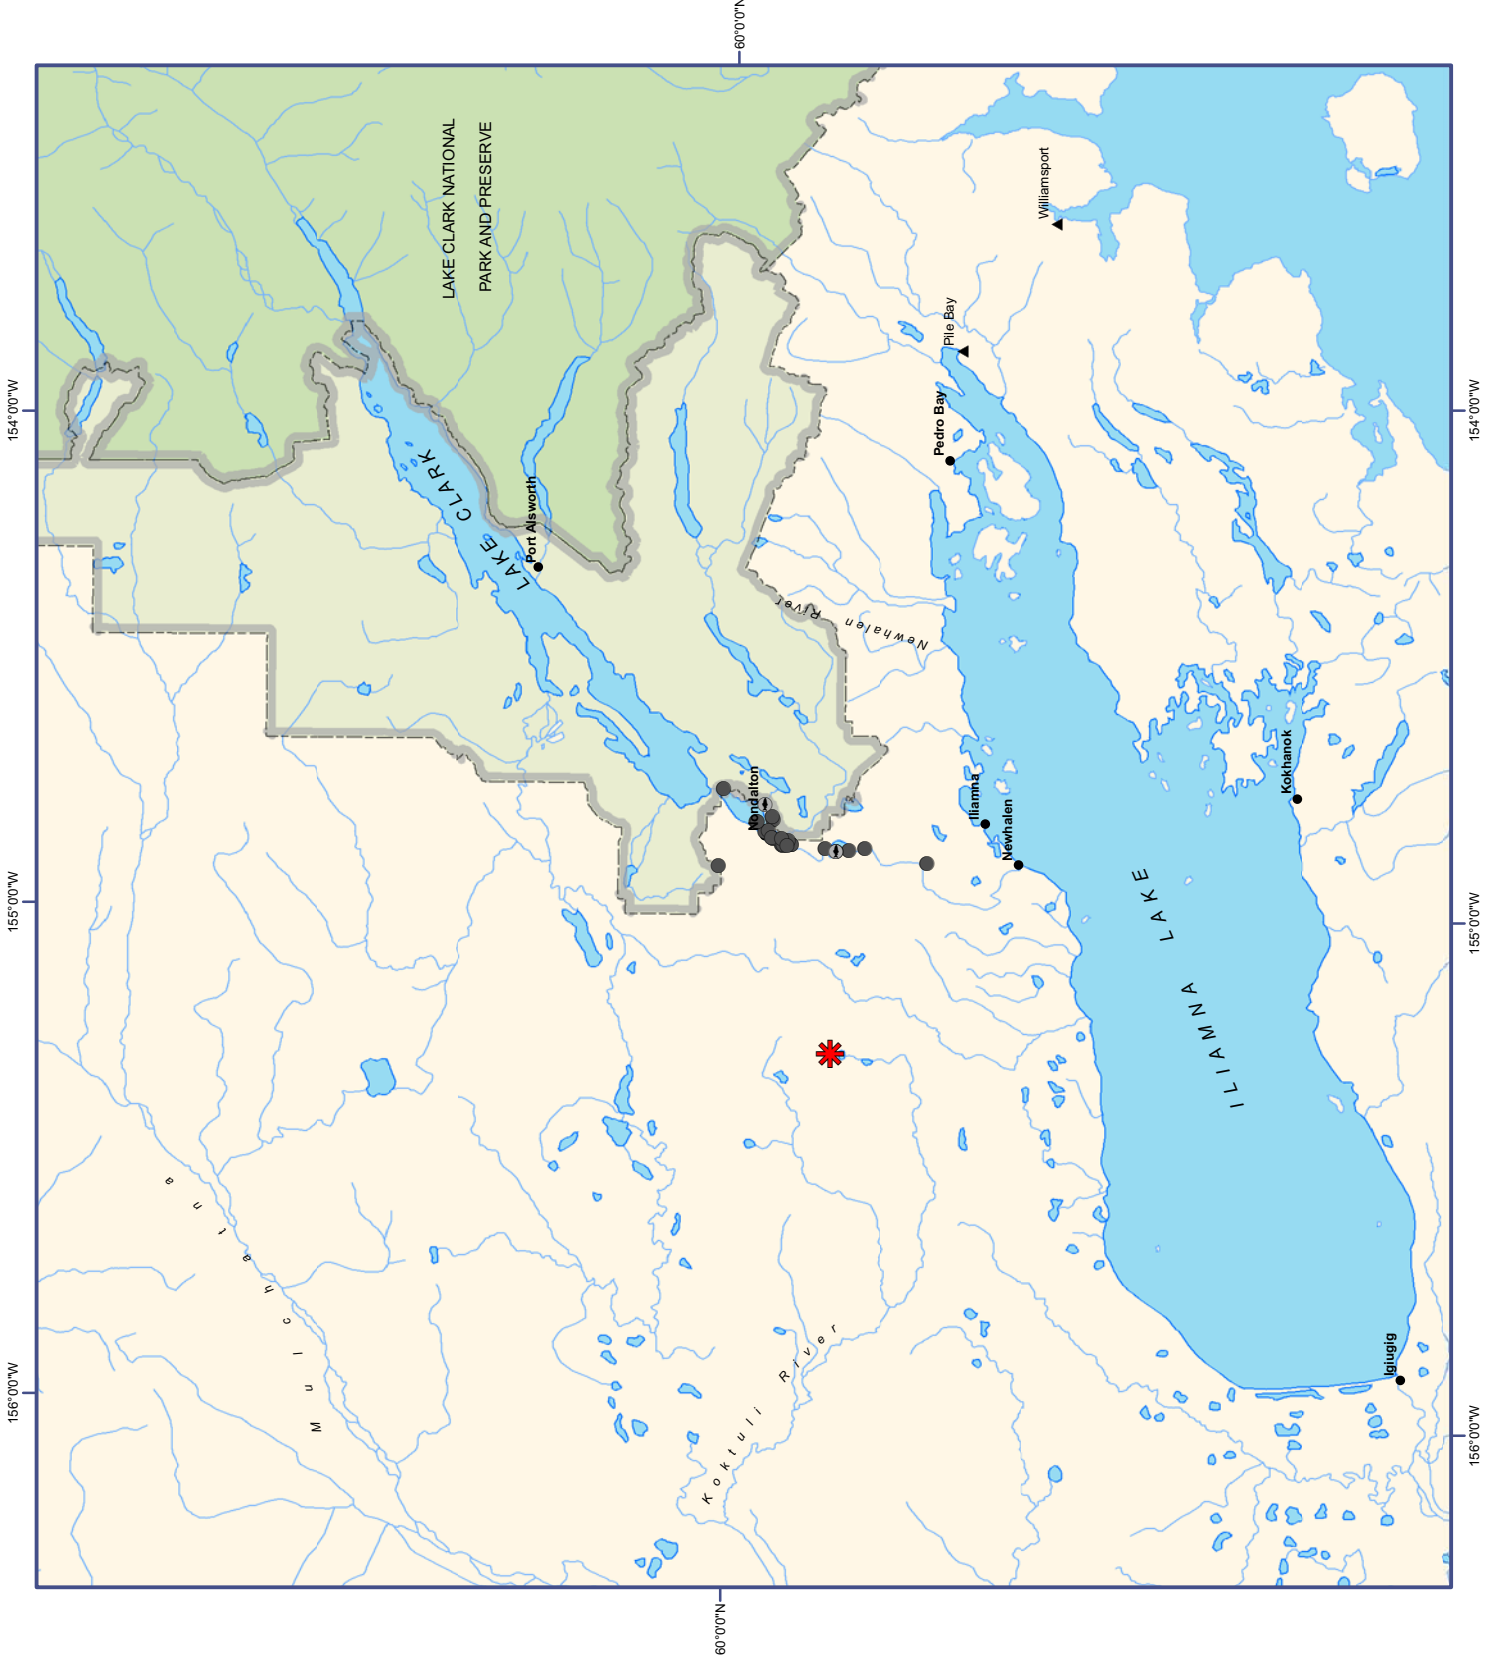 60°0'0"N
154°0'0"W
155°0'0"W
156°0'0"W
LAKE CLARK NATIONAL
PARK AND PRESERVE
LAKE CLARK
Port Alsworth
Williamsport
Pile Bay
Pedro Bay
Newhalen River
Nondalton
Iliamna
Newhalen
Kokhanok
ILIAMNA LAKE
Mulchatna
Koktuli River
Igiugig
154°0'0"W
155°0'0"W
156°0'0"W
60°0'0"N